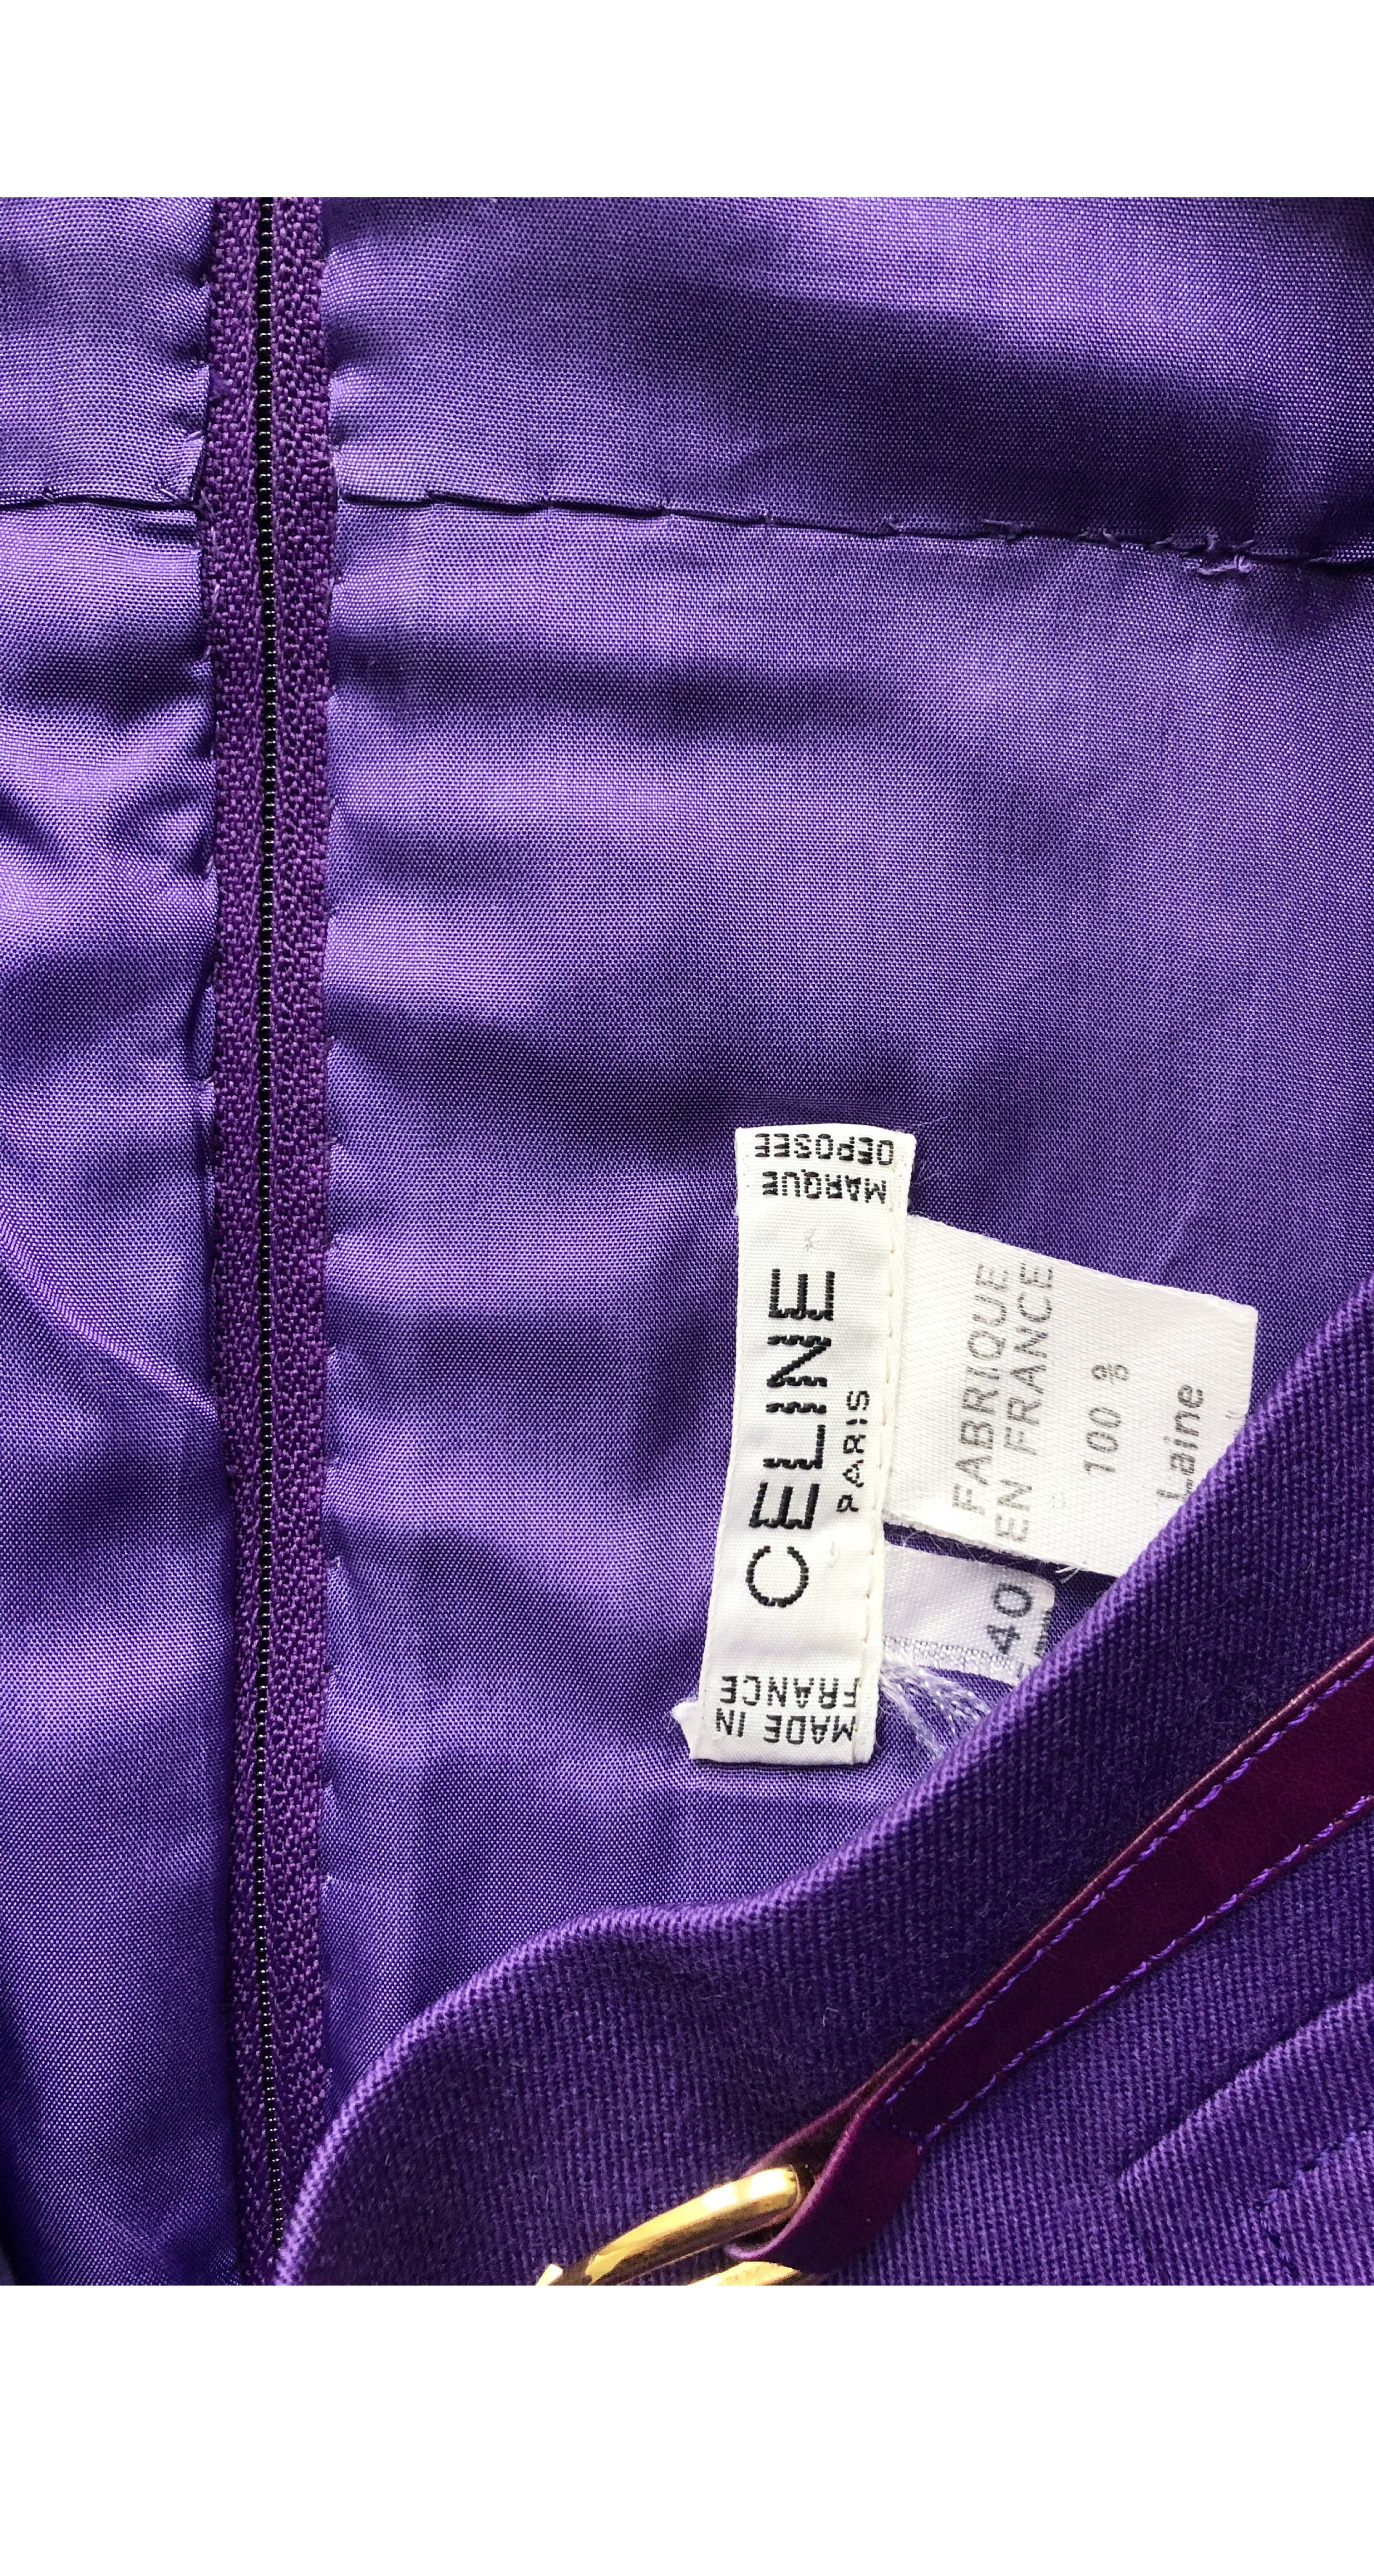 MARQUE
DEPOSEE
CELINE
PARIS
MADE IN
FRANCE
FABRIQUE
EN FRANCE
100 %
Laine
40